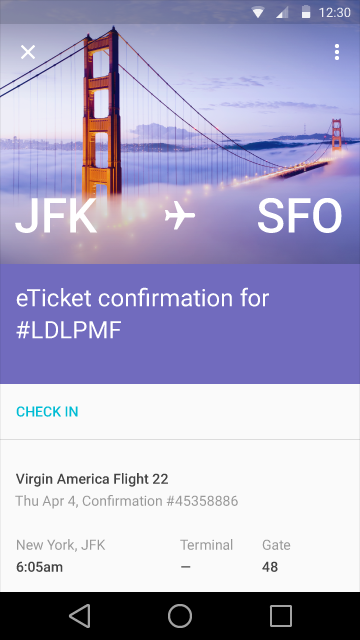 12:30
JFK SFO
eTicket confirmation for
#LDLPMF
CHECK IN
Virgin America Flight 22
Thu Apr 4, Confirmation #45358886
New York, JFK Terminal Gate
6:05am — 48